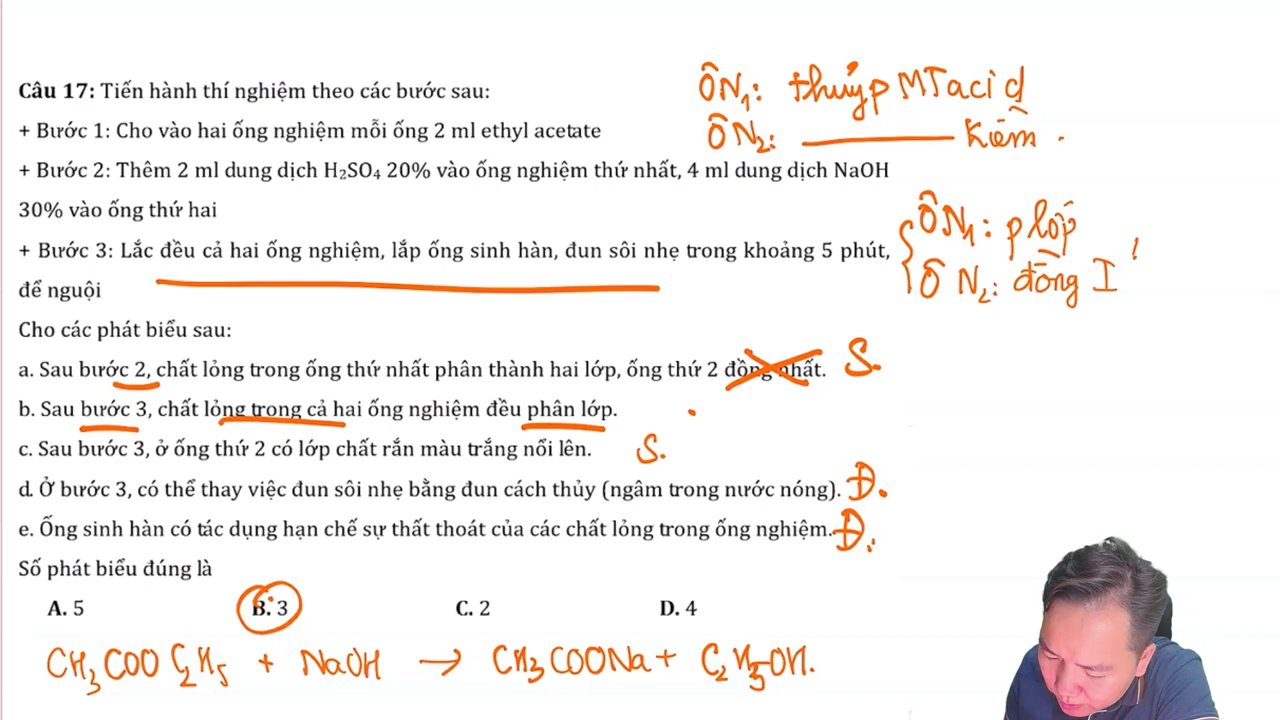 Câu 17: Tiến hành thí nghiệm theo các bước sau:
+ Bước 1: Cho vào hai ống nghiệm mỗi ống 2 ml ethyl acetate
+ Bước 2: Thêm 2 ml dung dịch H₂SO₄ 20% vào ống nghiệm thứ nhất, 4 ml dung dịch NaOH
30% vào ống thứ hai
+ Bước 3: Lắc đều cả hai ống nghiệm, lắp ống sinh hàn, đun sôi nhẹ trong khoảng 5 phút,
để nguội
Cho các phát biểu sau:
a. Sau bước 2, chất lỏng trong ống thứ nhất phân thành hai lớp, ống thứ 2 đồng nhất. S.
b. Sau bước 3, chất lỏng trong cả hai ống nghiệm đều phân lớp.
c. Sau bước 3, ở ống thứ 2 có lớp chất rắn màu trắng nổi lên. S.
d. Ở bước 3, có thể thay việc đun sôi nhẹ bằng đun cách thủy (ngâm trong nước nóng). Đ.
e. Ống sinh hàn có tác dụng hạn chế sự thất thoát của các chất lỏng trong ống nghiệm. Đ.
Số phát biểu đúng là
A. 5 B. 3 C. 2 D. 4
CH₃COOC₂H₅ + NaOH → CH₃COONa + C₂H₅OH.
ÔN₁: thủy p MT acid
ÔN₂: kiềm.
ÔN₁: p lớp
ÔN₂: đồng I !